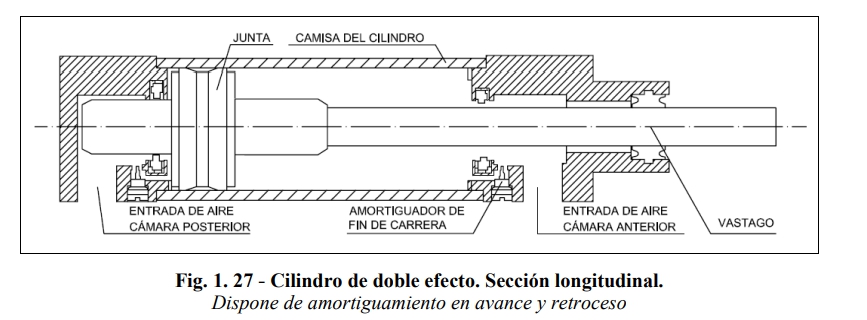 JUNTA
CAMISA DEL CILINDRO
ENTRADA DE AIRE
CÁMARA POSTERIOR
AMORTIGUADOR DE
FIN DE CARRERA
ENTRADA DE AIRE
CÁMARA ANTERIOR
VASTAGO
Fig. 1. 27 - Cilindro de doble efecto. Sección longitudinal.
Dispone de amortiguamiento en avance y retroceso